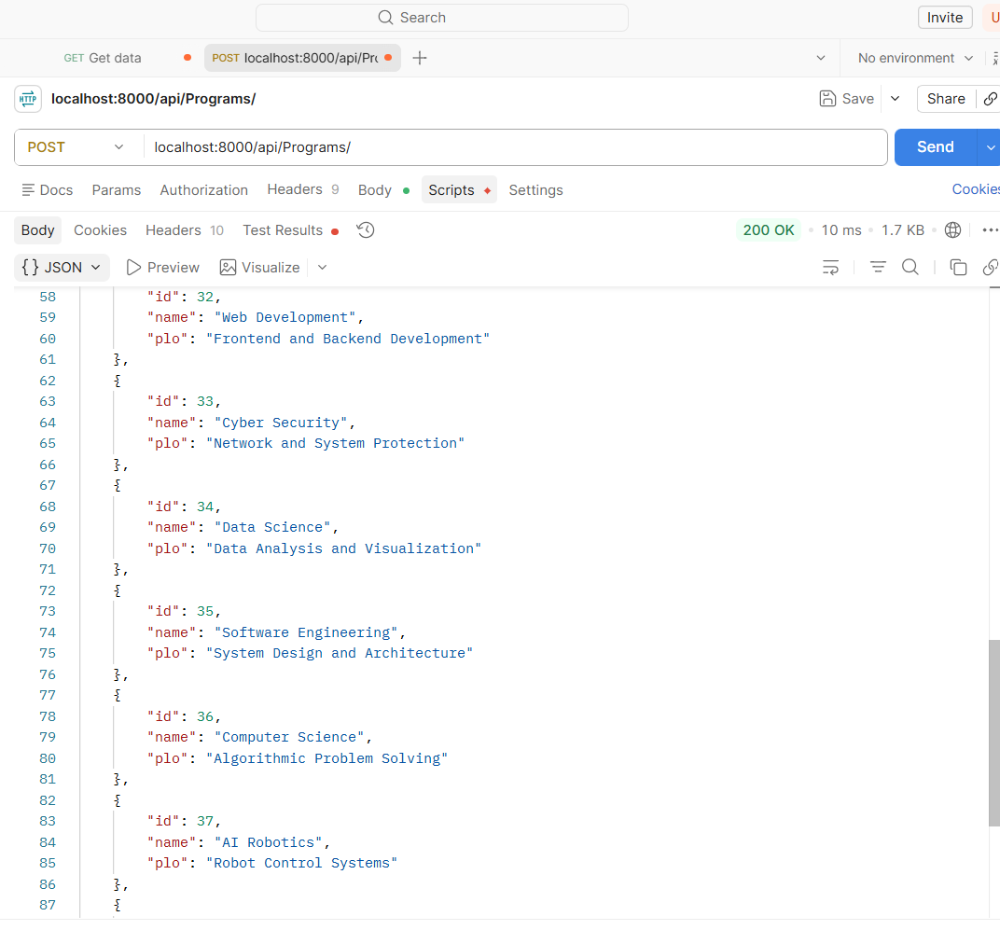 Search
Invite
U
GET Get data
POST localhost:8000/api/Pro
No environment
HTTP localhost:8000/api/Programs/
Save
Share
POST
localhost:8000/api/Programs/
Send
Docs Params Authorization Headers 9 Body Scripts Settings
Cookies
Body Cookies Headers 10 Test Results
200 OK 10 ms 1.7 KB
{} JSON Preview Visualize
58 "id": 32,
59 "name": "Web Development",
60 "plo": "Frontend and Backend Development"
61 },
62 {
63 "id": 33,
64 "name": "Cyber Security",
65 "plo": "Network and System Protection"
66 },
67 {
68 "id": 34,
69 "name": "Data Science",
70 "plo": "Data Analysis and Visualization"
71 },
72 {
73 "id": 35,
74 "name": "Software Engineering",
75 "plo": "System Design and Architecture"
76 },
77 {
78 "id": 36,
79 "name": "Computer Science",
80 "plo": "Algorithmic Problem Solving"
81 },
82 {
83 "id": 37,
84 "name": "AI Robotics",
85 "plo": "Robot Control Systems"
86 },
87 {